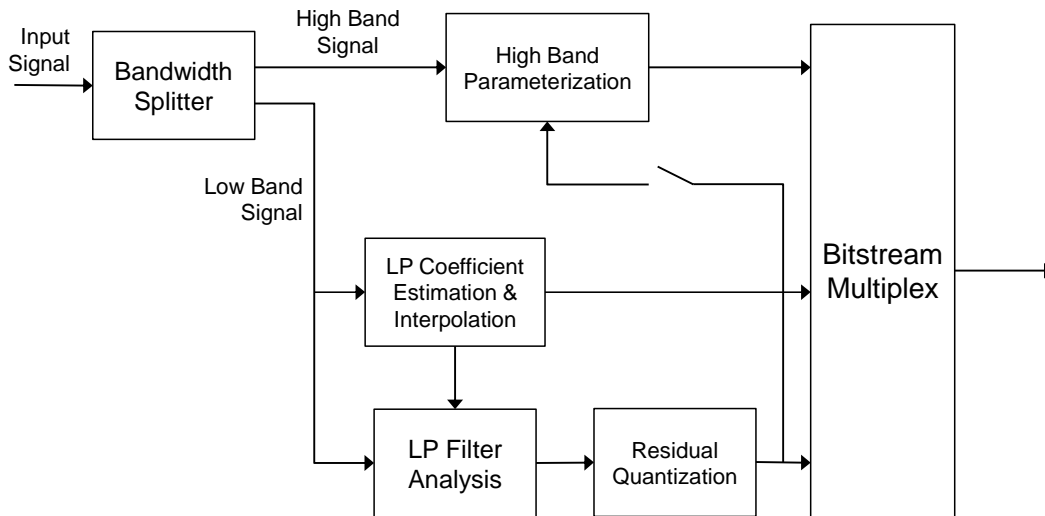 Input
Signal
Bandwidth
Splitter
High Band
Signal
High Band
Parameterization
Low Band
Signal
LP Coefficient
Estimation &
Interpolation
Bitstream
Multiplex
LP Filter
Analysis
Residual
Quantization